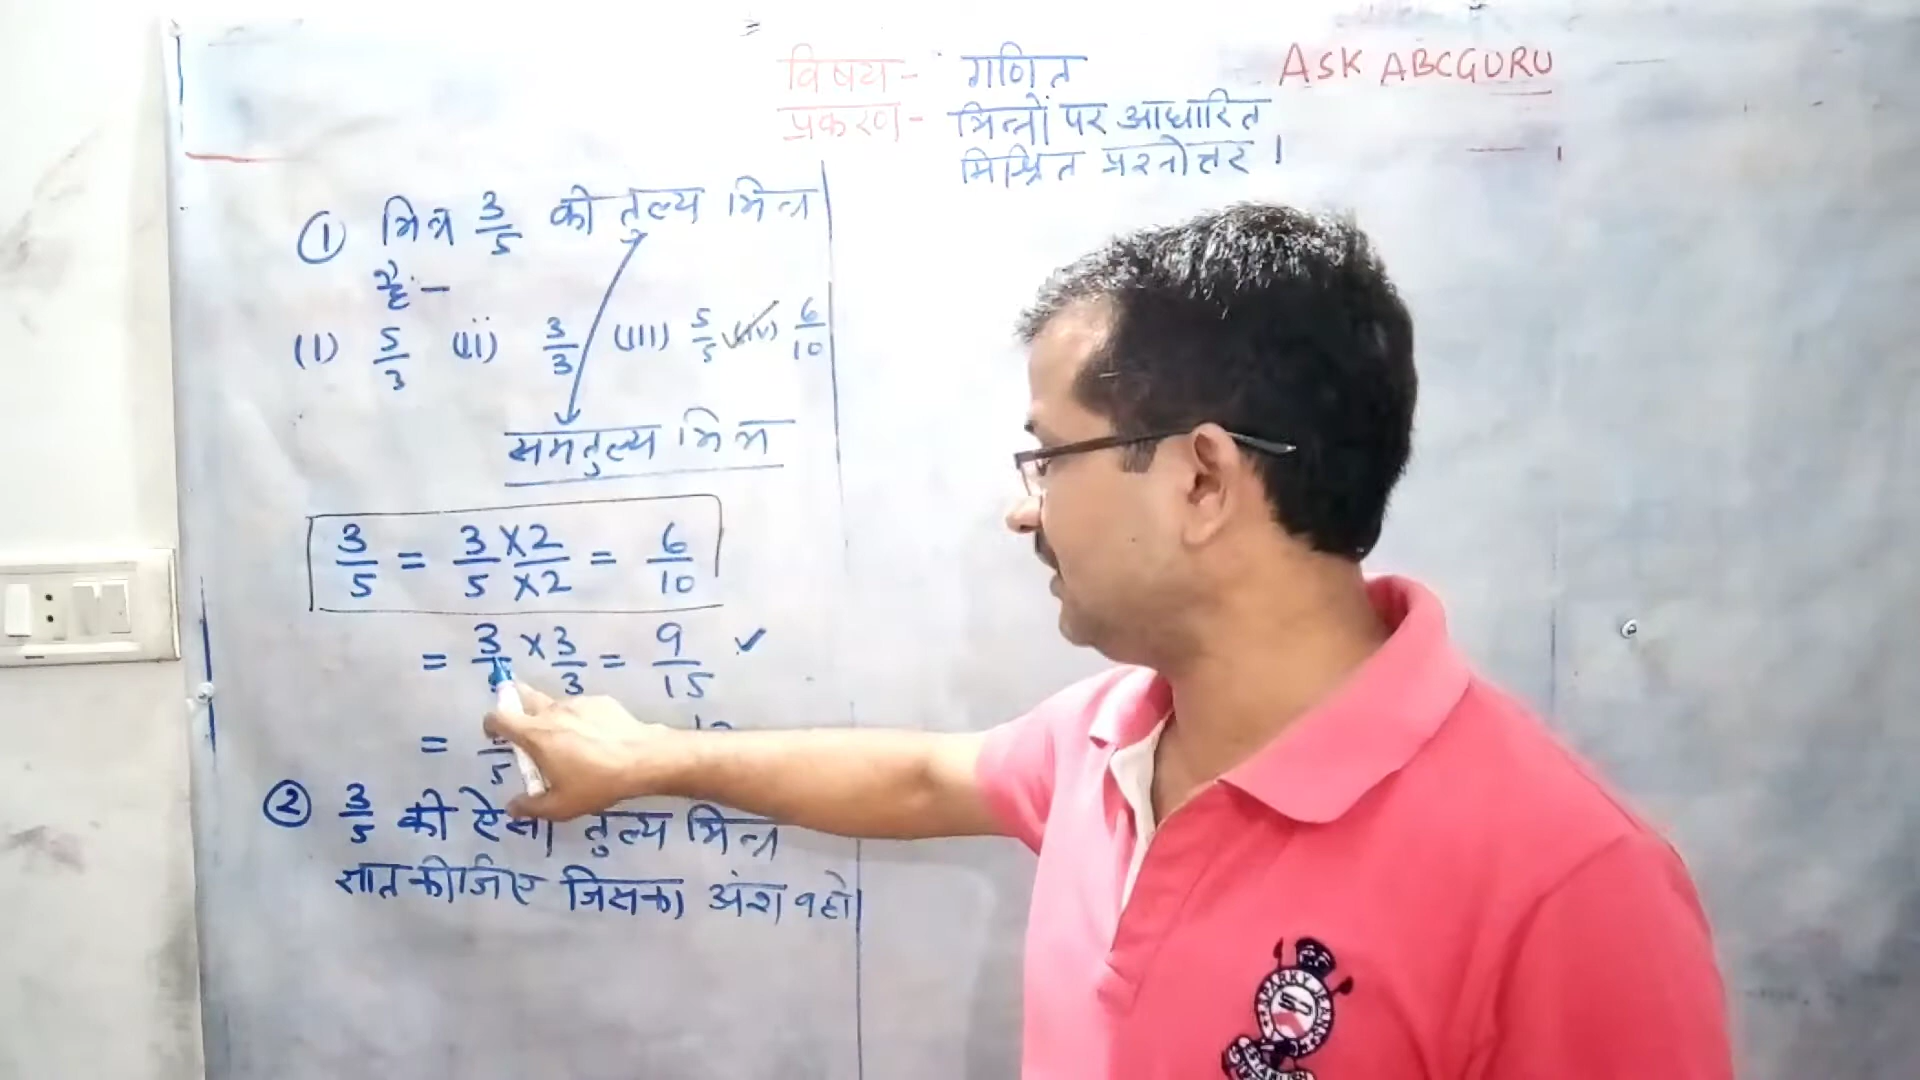 विषय - गणित
ASK ABCGURU
प्रकरण - भिन्नों पर आधारित
मिश्रित प्रश्नोत्तर।
① भिन्न 3/5 की तुल्य भिन्न
है -
(i) 5/3 (ii) 3/3 (iii) 5/5 (iv) 6/10
समतुल्य भिन्न
3/5 = 3×2/5×2 = 6/10
= 3/5 × 3/3 = 9/15 ✓
② 3/5 की ऐसी तुल्य भिन्न
ज्ञात कीजिए जिसका अंश 9 हो।